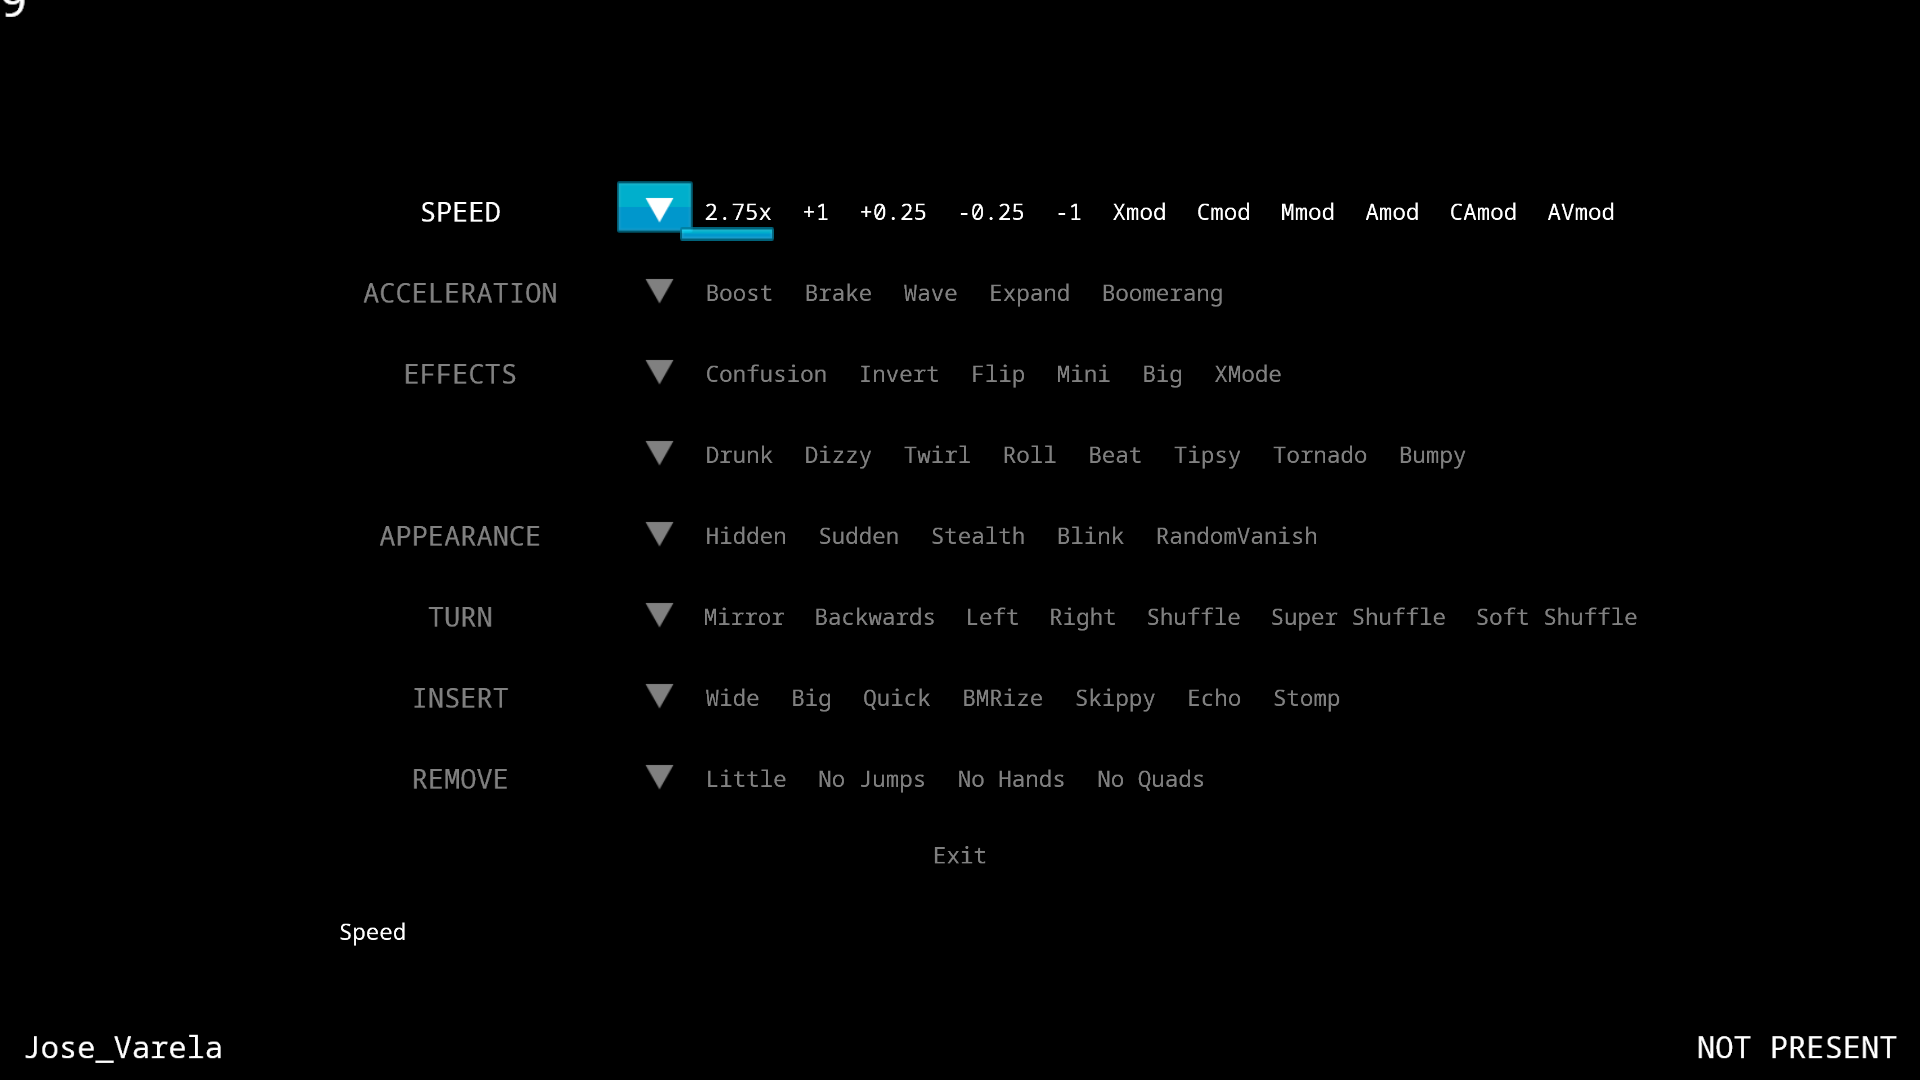 9
SPEED 2.75x +1 +0.25 -0.25 -1 Xmod Cmod Mmod Amod CAmod AVmod
ACCELERATION Boost Brake Wave Expand Boomerang
EFFECTS Confusion Invert Flip Mini Big XMode
Drunk Dizzy Twirl Roll Beat Tipsy Tornado Bumpy
APPEARANCE Hidden Sudden Stealth Blink RandomVanish
TURN Mirror Backwards Left Right Shuffle Super Shuffle Soft Shuffle
INSERT Wide Big Quick BMRize Skippy Echo Stomp
REMOVE Little No Jumps No Hands No Quads
Exit
Speed
Jose_Varela NOT PRESENT